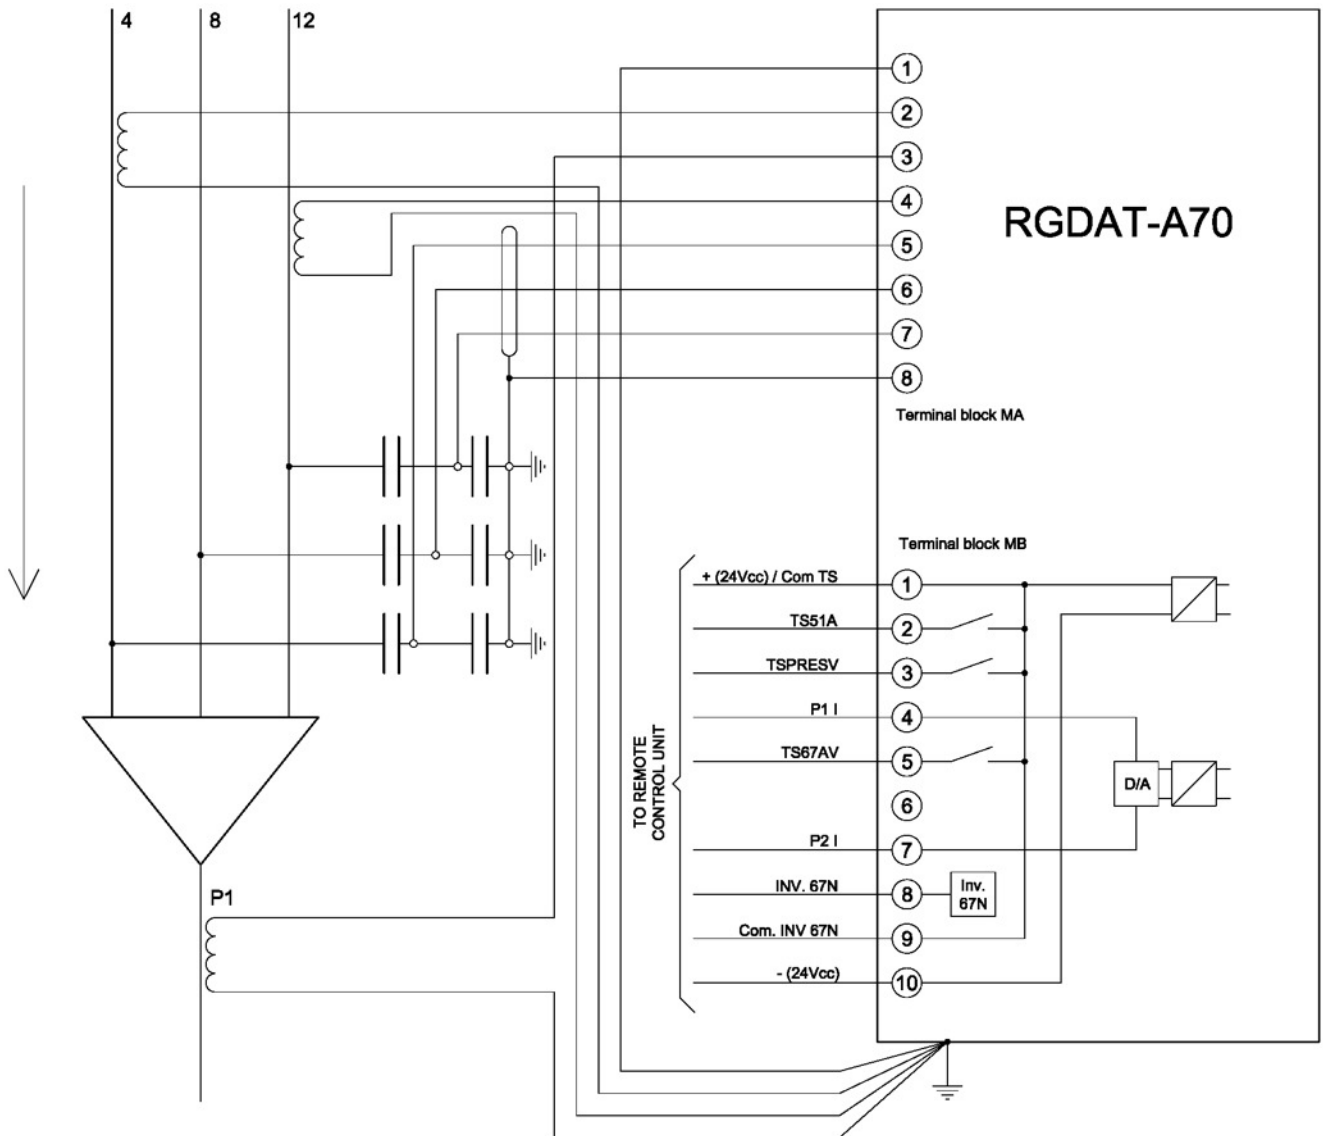 4 8 12
1
2
3
4
RGDAT-A70
5
6
7
8
Terminal block MA
Terminal block MB
+ (24Vcc) / Com TS 1
TS51A 2
TSPRESV 3
P1 I 4
TS67AV 5
D/A
6
P2 I 7
INV. 67N 8 Inv.
67N
Com. INV 67N 9
- (24Vcc) 10
TO REMOTE
CONTROL UNIT
P1